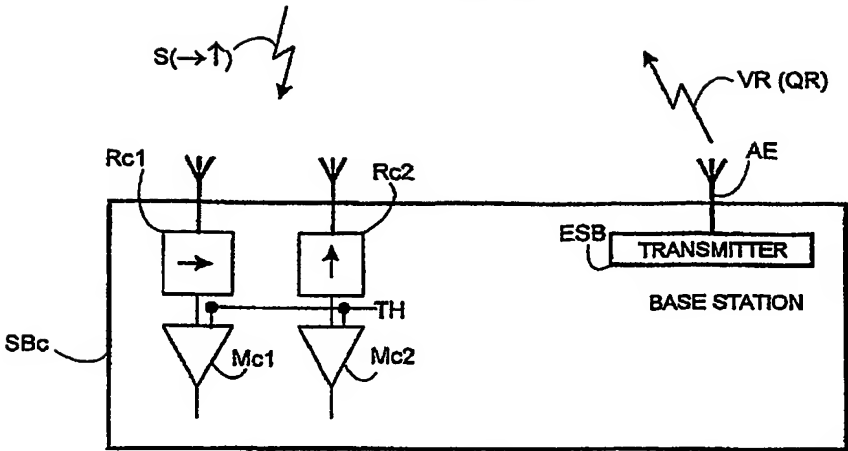 S(→↑)
VR (QR)
Rc1
Rc2
AE
ESB
TRANSMITTER
→
↑
BASE STATION
TH
SBc
Mc1
Mc2